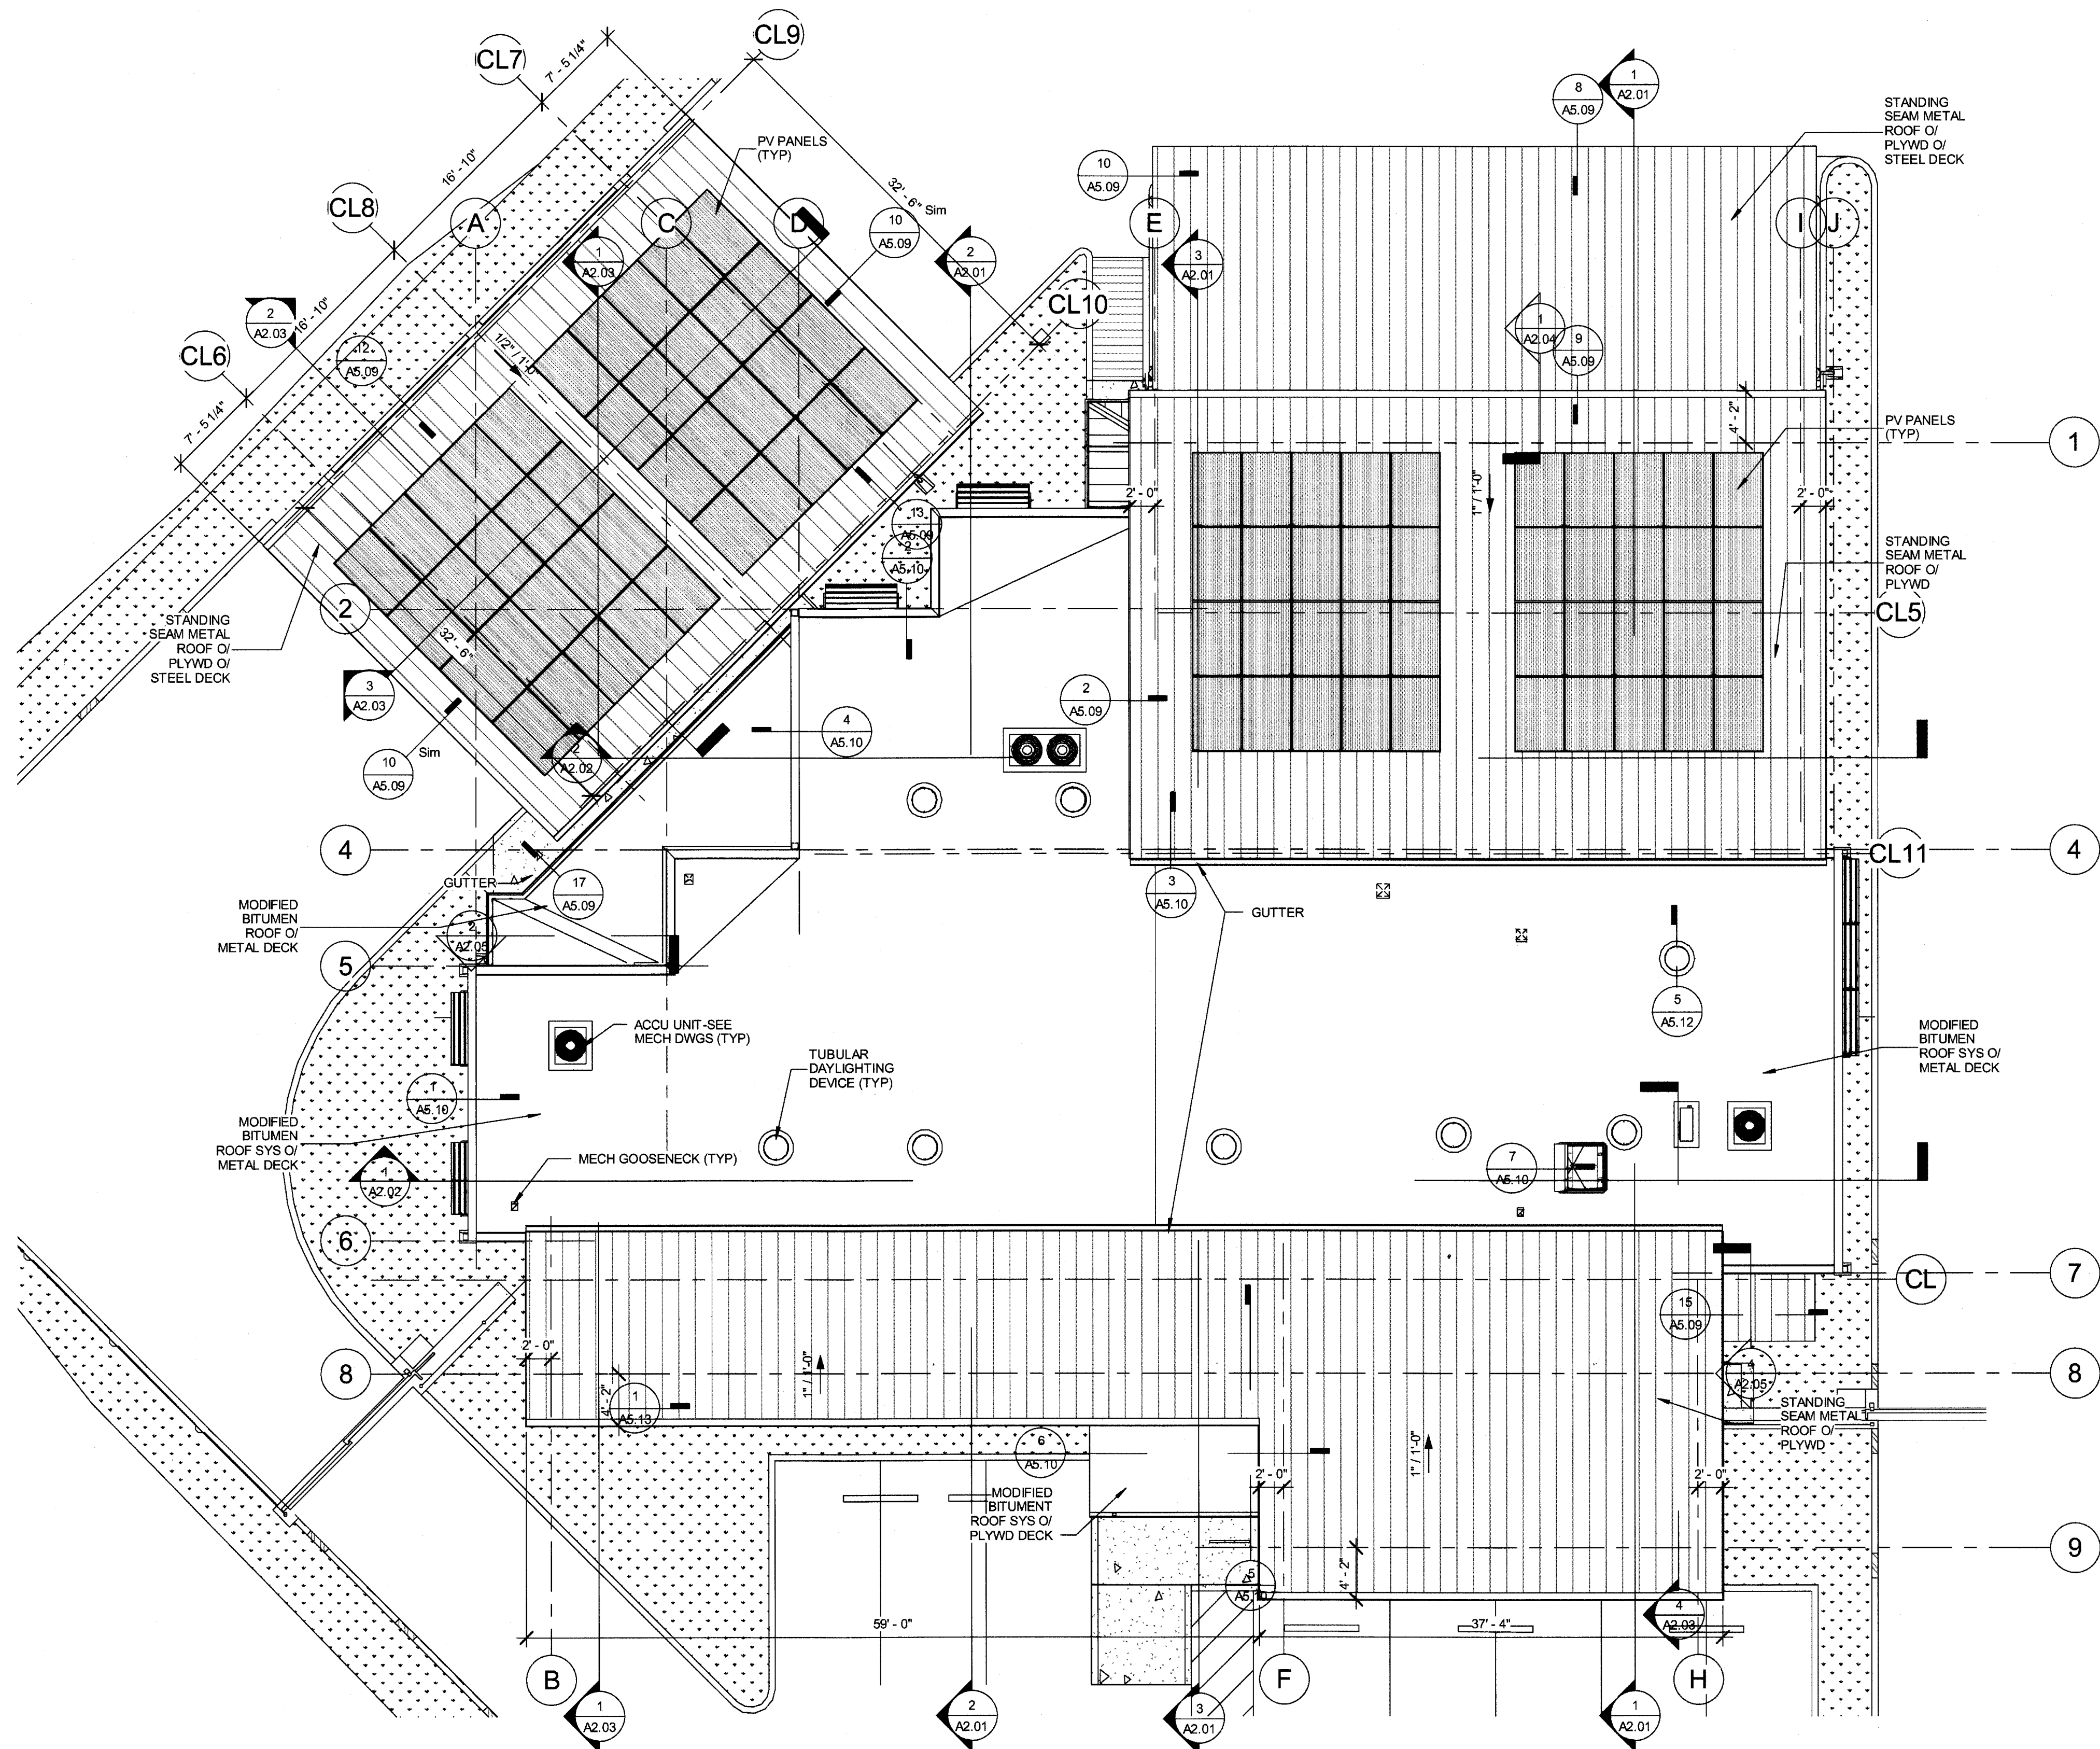 CL9
CL7
7' - 5 1/4"
8
A5.09
1
A2.01
STANDING
SEAM METAL
ROOF O/
PLYWD O/
STEEL DECK
PV PANELS
(TYP)
16' - 10"
10
A5.09
32' - 6"
Sim
CL8
A
C
D
10
A5.09
E
I
J
1
A2.03
2
A2.01
3
A2.01
CL10
2
A2.03
16' - 10"
1
A2.04
9
A5.09
CL6
12
A5.09
1/2" / 1'0
4' - 2"
PV PANELS
(TYP)
1
7' - 5 1/4"
2' - 0"
1" / 1'-0"
2' - 0"
13
A5.09
2
A5.10
STANDING
SEAM METAL
ROOF O/
PLYWD
2
CL5
STANDING
SEAM METAL
ROOF O/
PLYWD O/
STEEL DECK
32' - 6"
3
A2.03
2
A5.09
4
A5.10
Sim
10
A5.09
2
A2.02
4
CL11
4
GUTTER
17
A5.09
3
A5.10
GUTTER
MODIFIED
BITUMEN
ROOF O/
METAL DECK
2
A2.05
5
5
A5.12
ACCU UNIT-SEE
MECH DWGS (TYP)
TUBULAR
DAYLIGHTING
DEVICE (TYP)
MODIFIED
BITUMEN
ROOF SYS O/
METAL DECK
1
A5.10
MODIFIED
BITUMEN
ROOF SYS O/
METAL DECK
MECH GOOSENECK (TYP)
7
A5.10
1
A2.02
6
CL
7
15
A5.09
2' - 0"
8
1" / 1'-0"
4
A2.05
8
4' - 2"
1
A5.13
STANDING
SEAM METAL
ROOF O/
PLYWD
6
A5.10
1" / 1'-0"
2' - 0"
2' - 0"
MODIFIED
BITUMENT
ROOF SYS O/
PLYWD DECK
9
4' - 2"
5
A5.10
59' - 0"
37' - 4"
4
A2.03
B
F
H
1
A2.03
2
A2.01
3
A2.01
1
A2.01